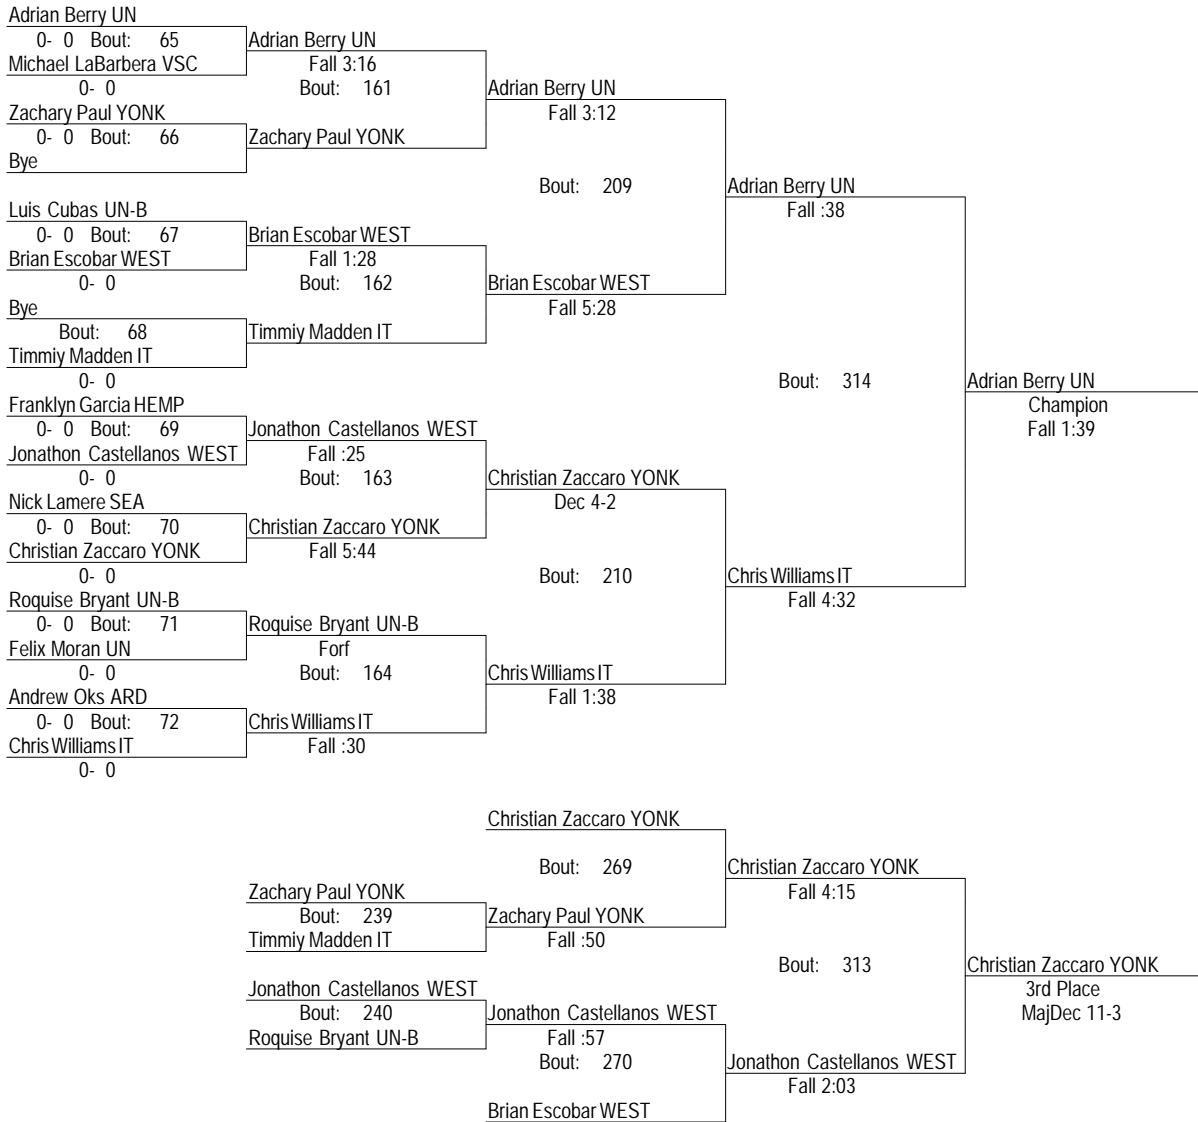 Adrian Berry UN
0- 0 Bout: 65 Adrian Berry UN
Michael LaBarbera VSC Fall 3:16
0- 0 Bout: 161 Adrian Berry UN
Zachary Paul YONK Fall 3:12
0- 0 Bout: 66 Zachary Paul YONK
Bye
Bout: 209 Adrian Berry UN
Luis Cubas UN-B Fall :38
0- 0 Bout: 67 Brian Escobar WEST
Brian Escobar WEST Fall 1:28
0- 0 Bout: 162 Brian Escobar WEST
Bye Fall 5:28
Bout: 68 Timmiy Madden IT
Timmiy Madden IT
0- 0 Bout: 314 Adrian Berry UN
Franklyn Garcia HEMP Champion
0- 0 Bout: 69 Jonathon Castellanos WEST Fall 1:39
Jonathon Castellanos WEST Fall :25
0- 0 Bout: 163 Christian Zaccaro YONK
Nick Lamere SEA Dec 4-2
0- 0 Bout: 70 Christian Zaccaro YONK
Christian Zaccaro YONK Fall 5:44
0- 0 Bout: 210 Chris Williams IT
Roquise Bryant UN-B Fall 4:32
0- 0 Bout: 71 Roquise Bryant UN-B
Felix Moran UN Forf
0- 0 Bout: 164 Chris Williams IT
Andrew Oks ARD Fall 1:38
0- 0 Bout: 72 Chris Williams IT
Chris Williams IT Fall :30
0- 0
Christian Zaccaro YONK
Bout: 269 Christian Zaccaro YONK
Zachary Paul YONK Fall 4:15
Bout: 239 Zachary Paul YONK
Timmiy Madden IT Fall :50
Bout: 313 Christian Zaccaro YONK
Jonathon Castellanos WEST 3rd Place
Bout: 240 Jonathon Castellanos WEST MajDec 11-3
Roquise Bryant UN-B Fall :57
Bout: 270 Jonathon Castellanos WEST
Fall 2:03
Brian Escobar WEST